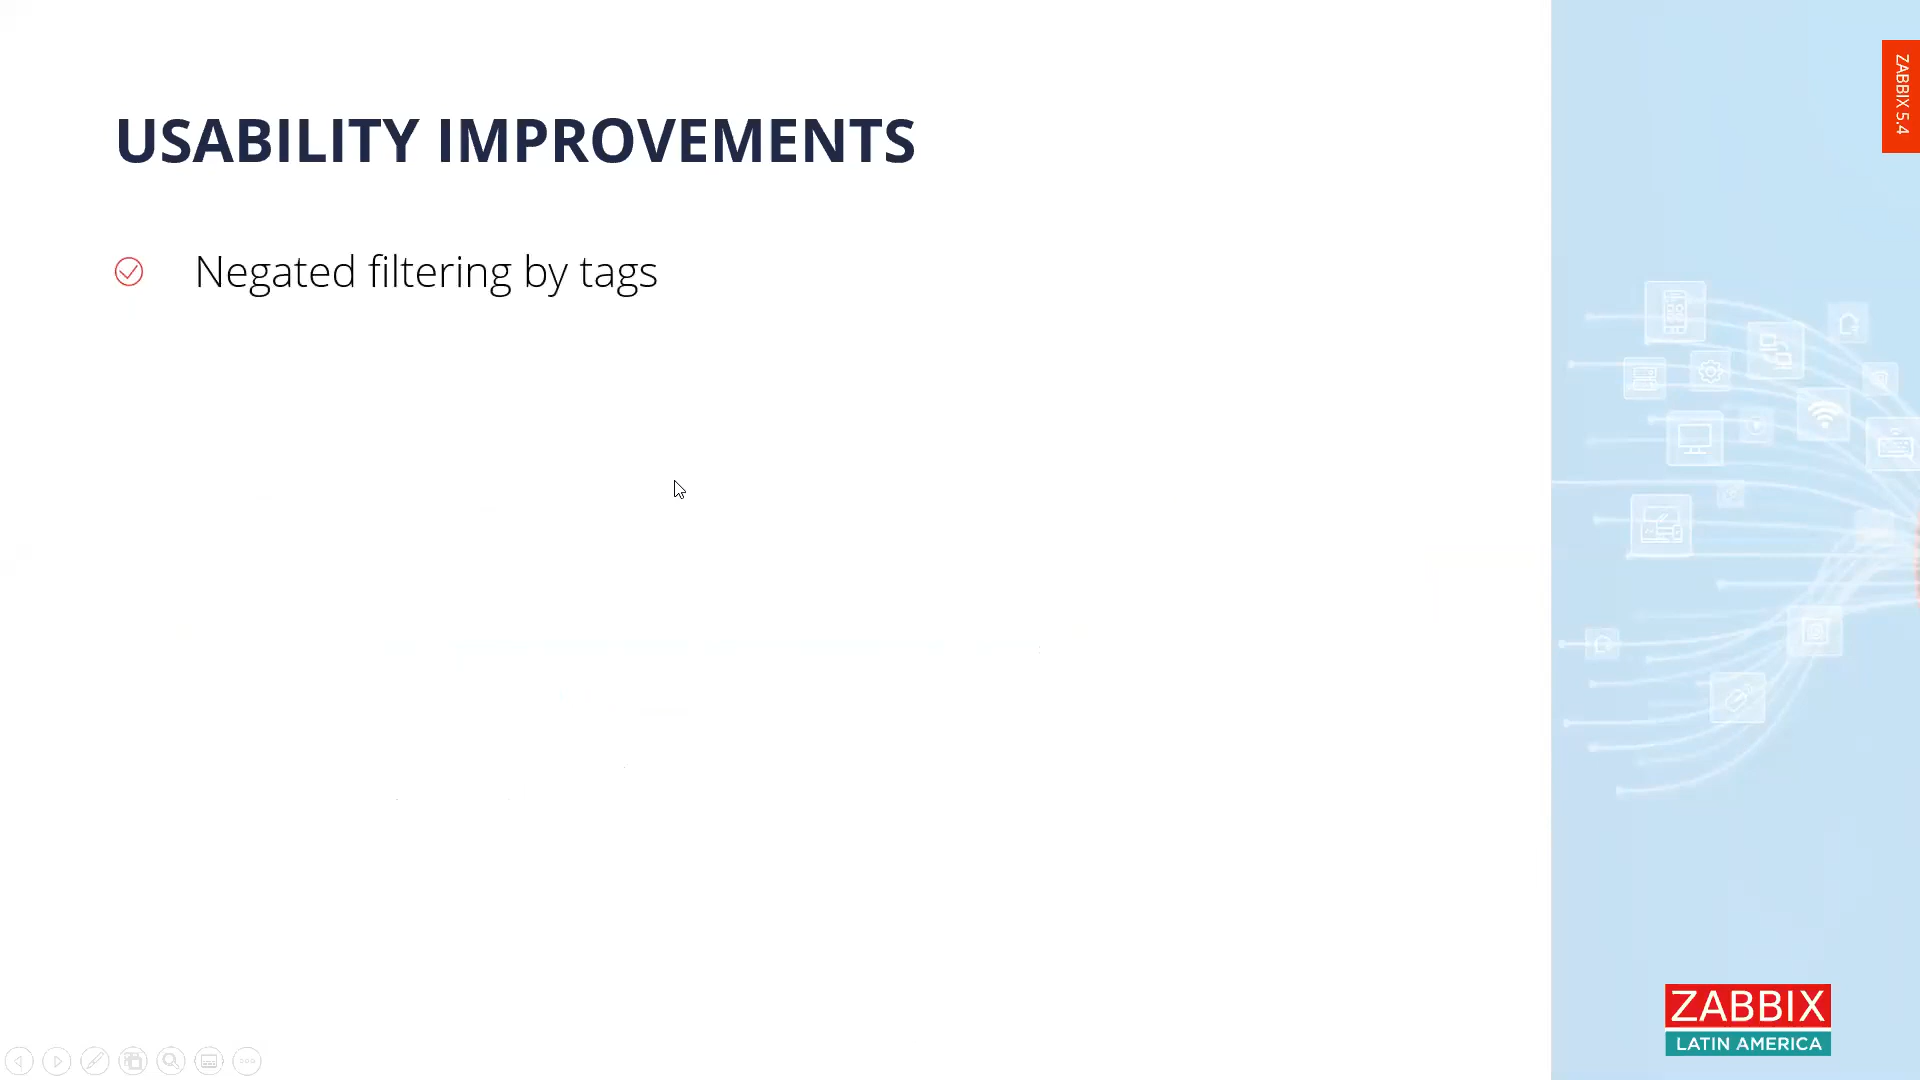 ZABBIX 5.4
USABILITY IMPROVEMENTS
Negated filtering by tags
ZABBIX
LATIN AMERICA